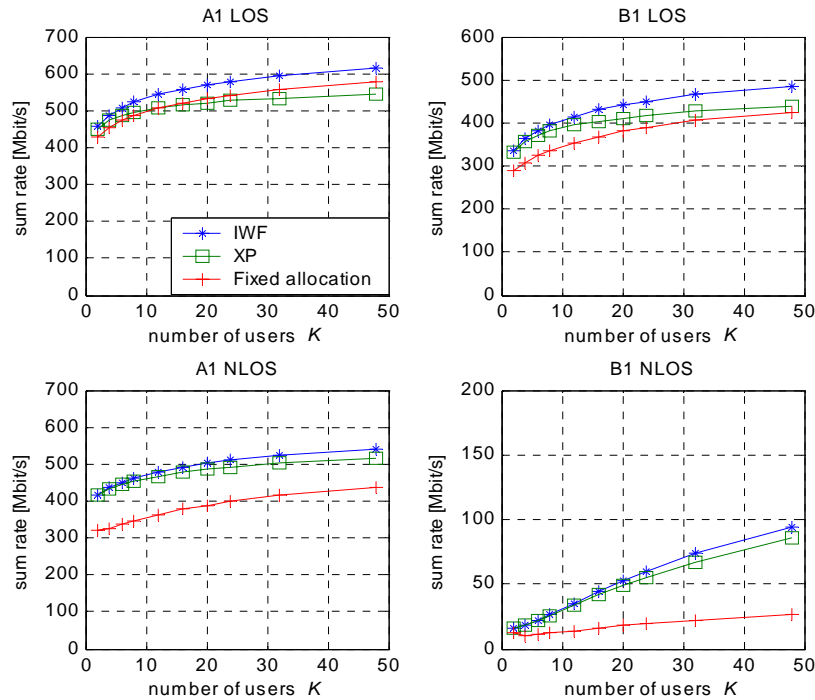 A1 LOS
700
600
500
400
300
200
100
0
sum rate [Mbit/s]
IWF
XP
Fixed allocation
0 10 20 30 40 50
number of users K
B1 LOS
600
500
400
300
200
100
0
sum rate [Mbit/s]
0 10 20 30 40 50
number of users K
A1 NLOS
700
600
500
400
300
200
100
0
sum rate [Mbit/s]
0 10 20 30 40 50
number of users K
B1 NLOS
200
150
100
50
0
sum rate [Mbit/s]
0 10 20 30 40 50
number of users K